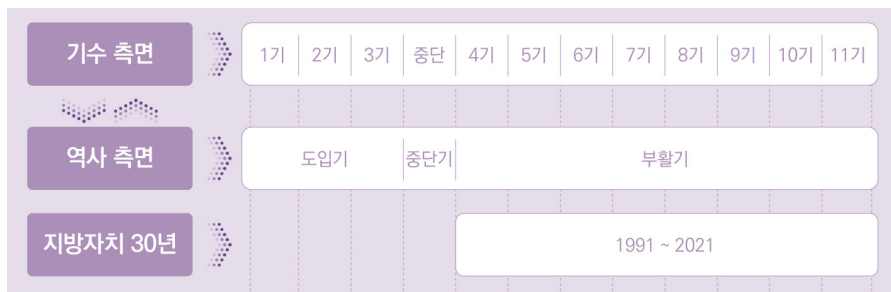 기수 측면 1기 2기 3기 중단 4기 5기 6기 7기 8기 9기 10기 11기
역사 측면 도입기 중단기 부활기
지방자치 30년 1991 ~ 2021